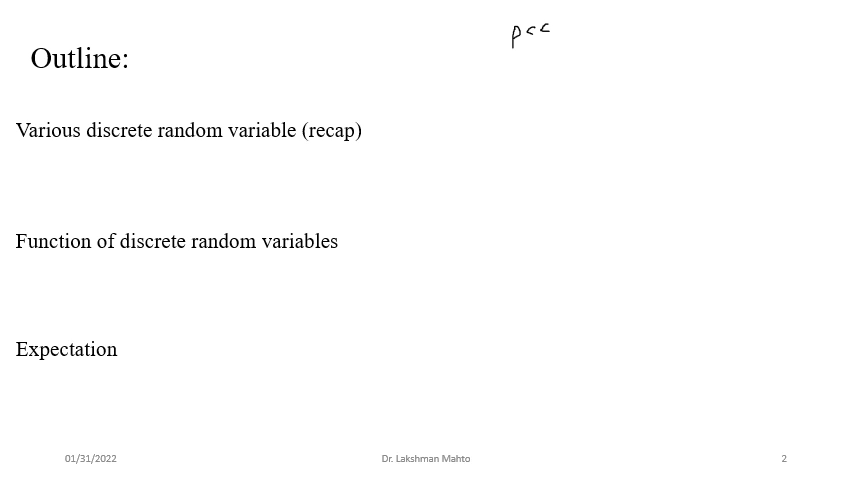 p<<
Outline:
Various discrete random variable (recap)
Function of discrete random variables
Expectation
01/31/2022 Dr. Lakshman Mahto 2